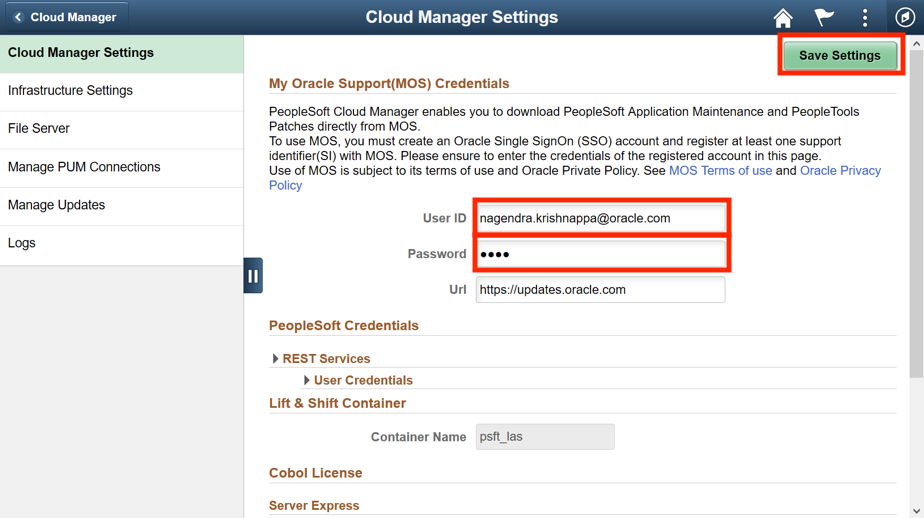 Cloud Manager
Cloud Manager Settings
Cloud Manager Settings
Infrastructure Settings
File Server
Manage PUM Connections
Manage Updates
Logs
Save Settings
My Oracle Support(MOS) Credentials
PeopleSoft Cloud Manager enables you to download PeopleSoft Application Maintenance and PeopleTools
Patches directly from MOS.
To use MOS, you must create an Oracle Single SignOn (SSO) account and register at least one support
identifier(SI) with MOS. Please ensure to enter the credentials of the registered account in this page.
Use of MOS is subject to its terms of use and Oracle Private Policy. See MOS Terms of use and Oracle Privacy
Policy
User ID nagendra.krishnappa@oracle.com
Password ●●●●
Url https://updates.oracle.com
PeopleSoft Credentials
REST Services
User Credentials
Lift & Shift Container
Container Name psft_las
Cobol License
Server Express